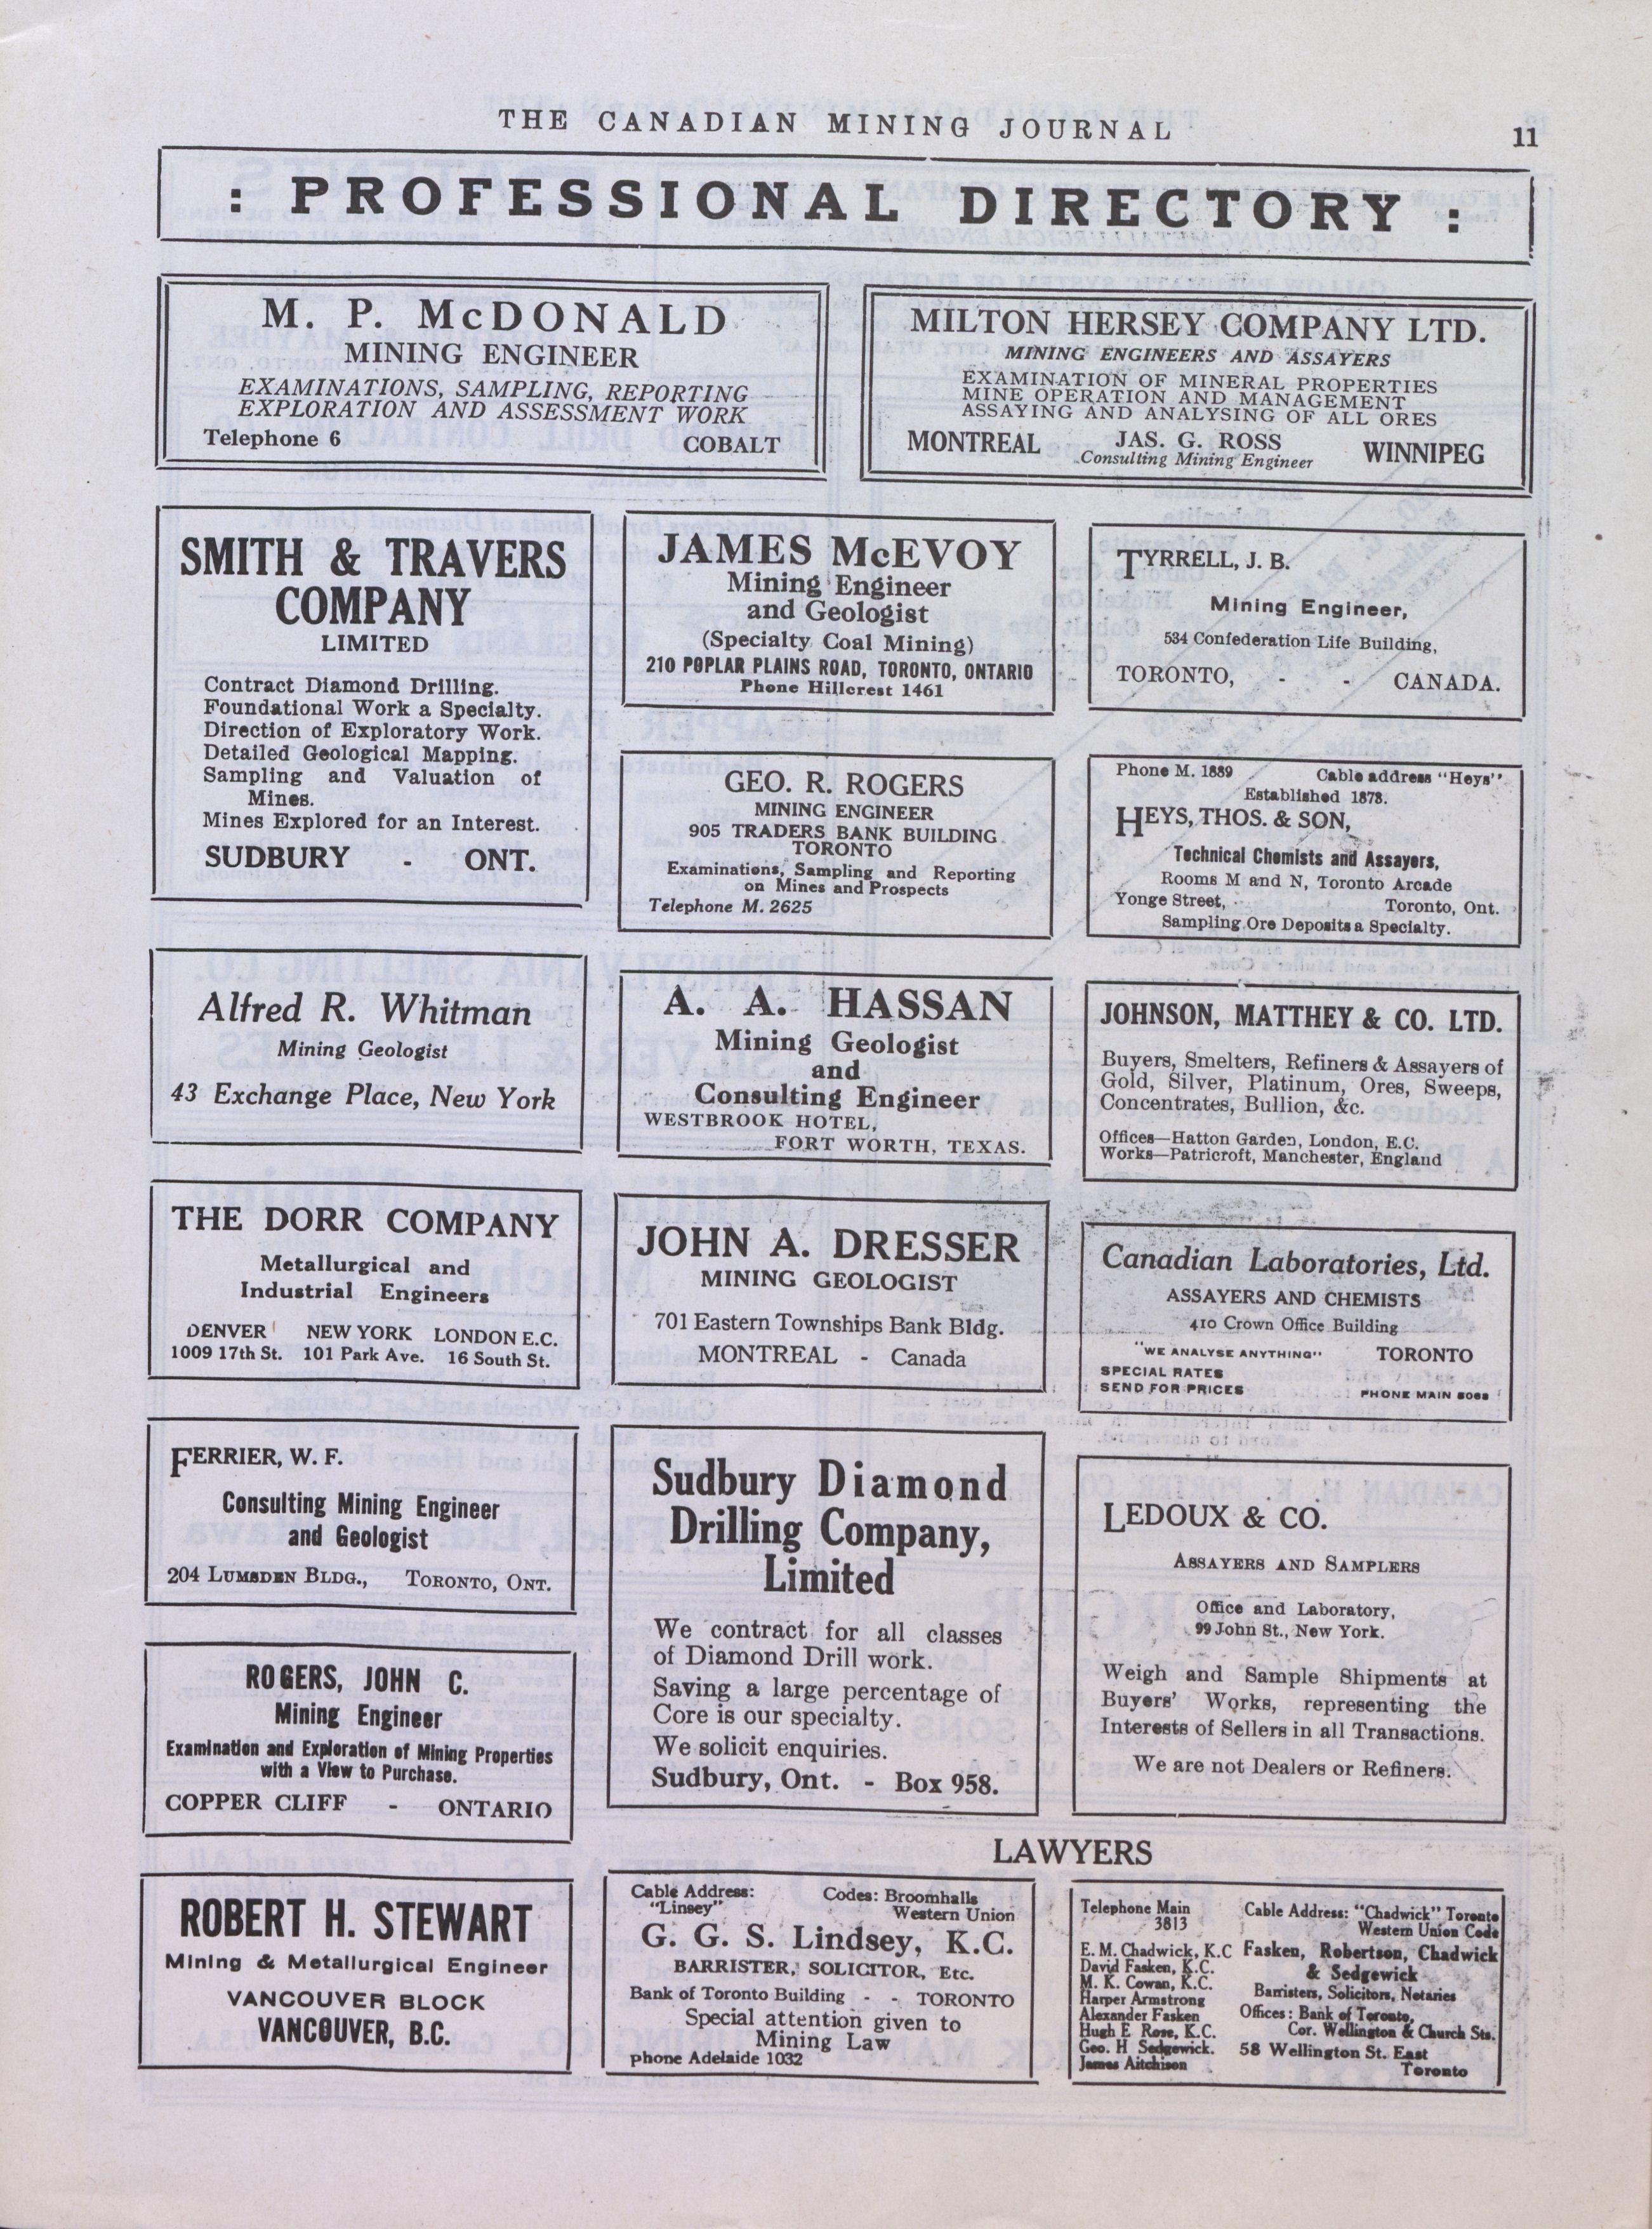 THE CANADIAN MINING JOURNAL 11
: PROFESSIONAL DIRECTORY :
M. P. McDONALD
MINING ENGINEER
EXAMINATIONS, SAMPLING, REPORTING
EXPLORATION AND ASSESSMENT WORK
Telephone 6 COBALT
MILTON HERSEY COMPANY LTD.
MINING ENGINEERS AND ASSAYERS
EXAMINATION OF MINERAL PROPERTIES
MINE OPERATION AND MANAGEMENT
ASSAYING AND ANALYSING OF ALL ORES
MONTREAL JAS. G. ROSS WINNIPEG
Consulting Mining Engineer
SMITH & TRAVERS
COMPANY
LIMITED
Contract Diamond Drilling.
Foundational Work a Specialty.
Direction of Exploratory Work.
Detailed Geological Mapping.
Sampling and Valuation of
Mines.
Mines Explored for an Interest.
SUDBURY - ONT.
JAMES McEVOY
Mining Engineer
and Geologist
(Specialty Coal Mining)
210 POPLAR PLAINS ROAD, TORONTO, ONTARIO
Phone Hillcrest 1461
TYRRELL, J. B.
Mining Engineer,
534 Confederation Life Building,
TORONTO, - - CANADA.
GEO. R. ROGERS
MINING ENGINEER
905 TRADERS BANK BUILDING
TORONTO
Examinations, Sampling and Reporting
on Mines and Prospects
Telephone M. 2625
Phone M. 1889 Cable address "Heys"
Established 1878.
HEYS, THOS. & SON,
Technical Chemists and Assayers,
Rooms M and N, Toronto Arcade
Yonge Street, Toronto, Ont.
Sampling Ore Deposits a Specialty.
Alfred R. Whitman
Mining Geologist
43 Exchange Place, New York
A. A. HASSAN
Mining Geologist
and
Consulting Engineer
WESTBROOK HOTEL,
FORT WORTH, TEXAS.
JOHNSON, MATTHEY & CO. LTD.
Buyers, Smelters, Refiners & Assayers of
Gold, Silver, Platinum, Ores, Sweeps,
Concentrates, Bullion, &c.
Offices—Hatton Garden, London, E.C.
Works—Patricroft, Manchester, England
THE DORR COMPANY
Metallurgical and
Industrial Engineers
DENVER NEW YORK LONDON E.C.
1009 17th St. 101 Park Ave. 16 South St.
JOHN A. DRESSER
MINING GEOLOGIST
701 Eastern Townships Bank Bldg.
MONTREAL - Canada
Canadian Laboratories, Ltd.
ASSAYERS AND CHEMISTS
410 Crown Office Building
"WE ANALYSE ANYTHING" TORONTO
SPECIAL RATES
SEND FOR PRICES PHONE MAIN 5063
FERRIER, W. F.
Consulting Mining Engineer
and Geologist
204 LUMSDEN BLDG., TORONTO, ONT.
Sudbury Diamond
Drilling Company,
Limited
We contract for all classes
of Diamond Drill work.
Saving a large percentage of
Core is our specialty.
We solicit enquiries.
Sudbury, Ont. - Box 958.
LEDOUX & CO.
ASSAYERS AND SAMPLERS
Office and Laboratory,
99 John St., New York.
Weigh and Sample Shipments at
Buyers' Works, representing the
Interests of Sellers in all Transactions.
We are not Dealers or Refiners.
ROGERS, JOHN C.
Mining Engineer
Examination and Exploration of Mining Properties
with a View to Purchase.
COPPER CLIFF - ONTARIO
LAWYERS
ROBERT H. STEWART
Mining & Metallurgical Engineer
VANCOUVER BLOCK
VANCOUVER, B.C.
Cable Address: Codes: Broomhalls
"Linsey" Western Union
G. G. S. Lindsey, K.C.
BARRISTER, SOLICITOR, Etc.
Bank of Toronto Building - - TORONTO
Special attention given to
Mining Law
phone Adelaide 1032
Telephone Main
3813
E. M. Chadwick, K.C
David Fasken, K.C.
M. K. Cowan, K.C.
Harper Armstrong
Alexander Fasken
Hugh E Rose, K.C.
Geo. H Sedgewick.
James Aitchison
Cable Address: "Chadwick" Toronto
Western Union Code
Fasken, Robertson, Chadwick
& Sedgewick
Barristers, Solicitors, Notaries
Offices: Bank of Toronto,
Cor. Wellington & Church Sts.
58 Wellington St. East
Toronto